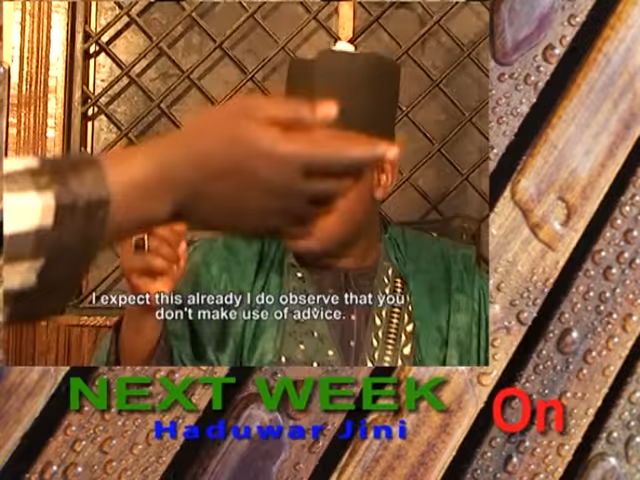 I expect this already I do observe that you
don't make use of advice.
NEXT WEEK
On
Haduwar Jini